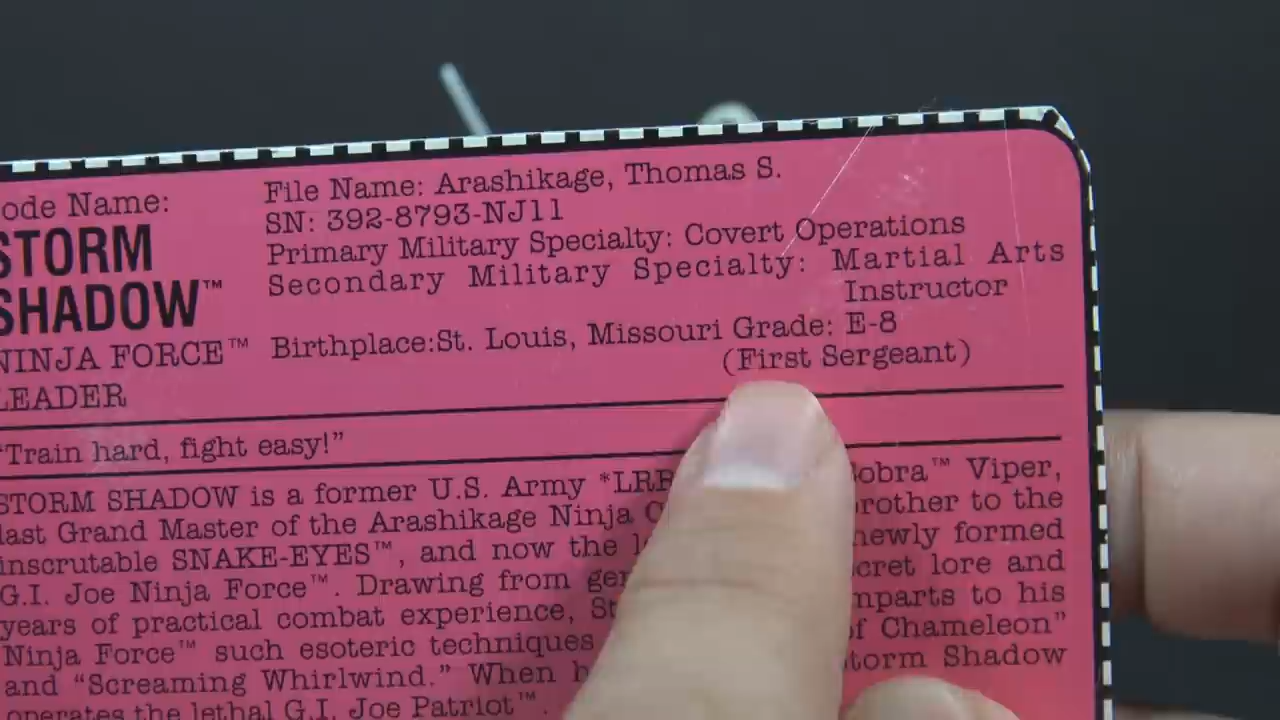 ode Name:
STORM
SHADOW™
NINJA FORCE™
LEADER
File Name: Arashikage, Thomas S.
SN: 392-8793-NJ11
Primary Military Specialty: Covert Operations
Secondary Military Specialty: Martial Arts
Instructor
Birthplace:St. Louis, Missouri Grade: E-8
(First Sergeant)
"Train hard, fight easy!"
STORM SHADOW is a former U.S. Army *LRR Cobra™ Viper,
last Grand Master of the Arashikage Ninja brother to the
inscrutable SNAKE-EYES™, and now the newly formed
G.I. Joe Ninja Force™. Drawing from lore and
years of practical combat experience, to his
Ninja Force™ such esoteric techniques of Chameleon"
and "Screaming Whirlwind." When Storm Shadow
operates the lethal G.I. Joe Patriot™.